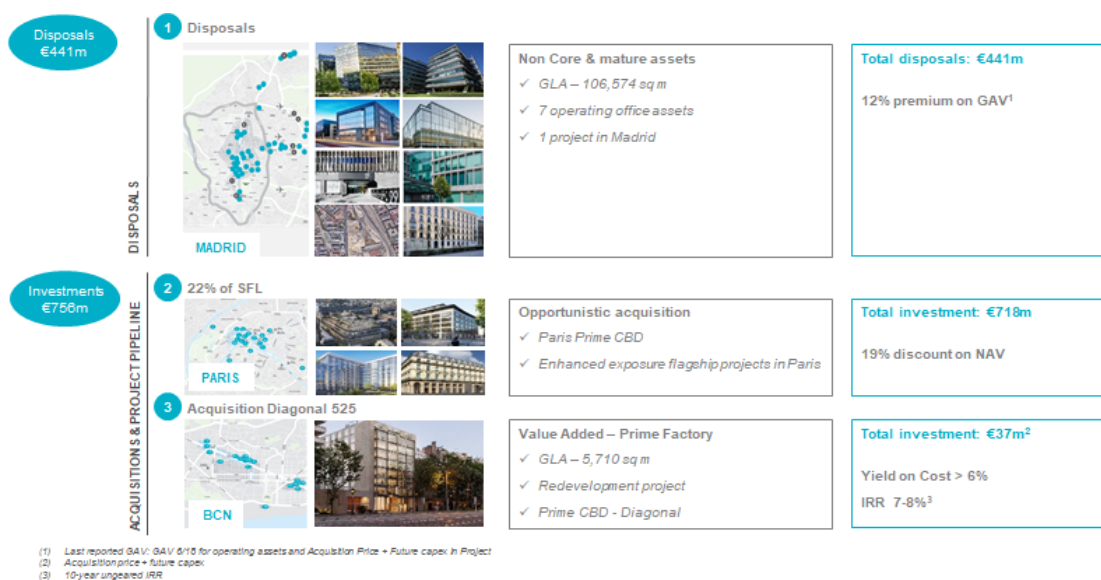 Disposals
€441m
1 Disposals
DISPOSALS
MADRID
Non Core & mature assets
✓ GLA – 106,574 sq m
✓ 7 operating office assets
✓ 1 project in Madrid
Total disposals: €441m
12% premium on GAV1
Investments
€756m
ACQUISITION & PROJECT PIPELINE
2 22% of SFL
PARIS
Opportunistic acquisition
✓ Paris Prime CBD
✓ Enhanced exposure flagship projects in Paris
Total investment: €718m
19% discount on NAV
3 Acquisition Diagonal 525
BCN
Value Added – Prime Factory
✓ GLA – 5,710 sq m
✓ Redevelopment project
✓ Prime CBD - Diagonal
Total investment: €37m2
Yield on Cost > 6%
IRR 7-8%3
(1) Last reported GAV: GAV 6/18 for operating assets and Acquisition Price + Future capex in Project
(2) Acquisition price + future capex
(3) 10-year ungeared IRR